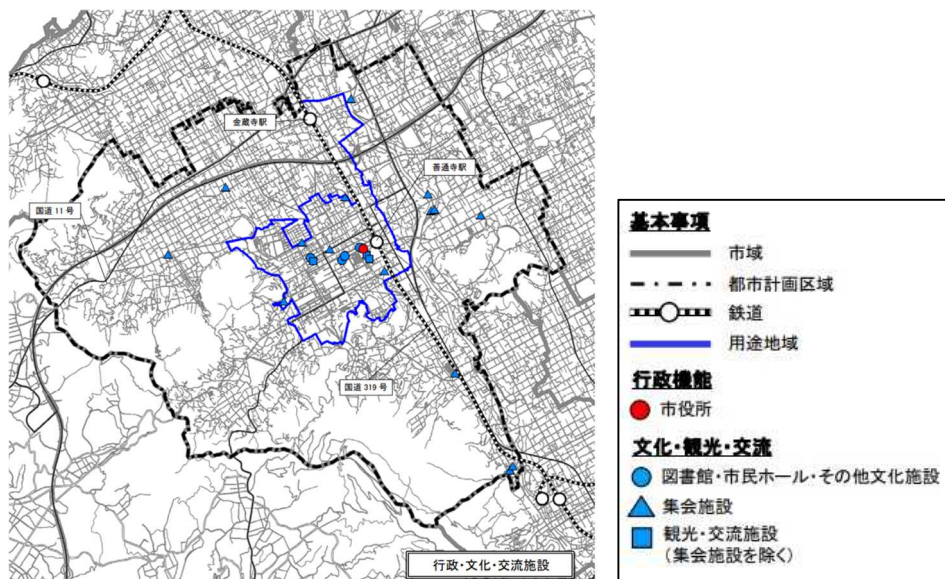 金蔵寺駅
善通寺駅
国道 11 号
国道 319 号
行政・文化・交流施設
基本事項
市域
都市計画区域
鉄道
用途地域
行政機能
市役所
文化・観光・交流
図書館・市民ホール・その他文化施設
集会施設
観光・交流施設
(集会施設を除く)